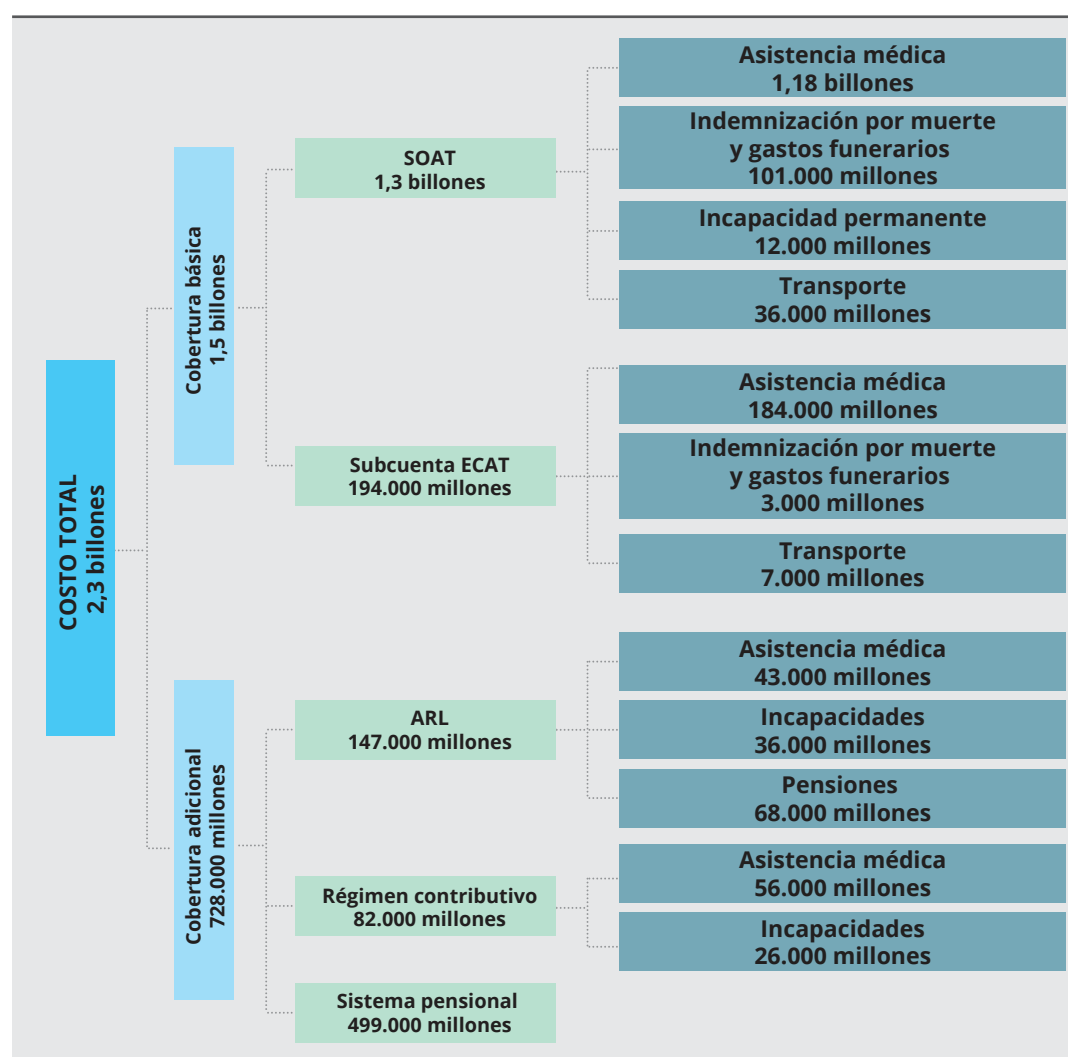 COSTO TOTAL
2,3 billones
Cobertura básica
1,5 billones
SOAT
1,3 billones
Asistencia médica
1,18 billones
Indemnización por muerte
y gastos funerarios
101.000 millones
Incapacidad permanente
12.000 millones
Transporte
36.000 millones
Subcuenta ECAT
194.000 millones
Asistencia médica
184.000 millones
Indemnización por muerte
y gastos funerarios
3.000 millones
Transporte
7.000 millones
Cobertura adicional
728.000 millones
ARL
147.000 millones
Asistencia médica
43.000 millones
Incapacidades
36.000 millones
Pensiones
68.000 millones
Régimen contributivo
82.000 millones
Asistencia médica
56.000 millones
Incapacidades
26.000 millones
Sistema pensional
499.000 millones